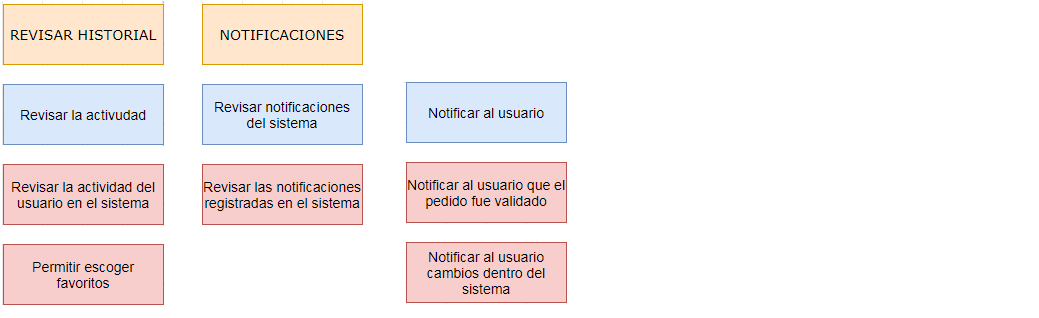 REVISAR HISTORIAL
NOTIFICACIONES
Revisar la activudad
Revisar notificaciones
del sistema
Notificar al usuario
Revisar la actividad del
usuario en el sistema
Revisar las notificaciones
registradas en el sistema
Notificar al usuario que el
pedido fue validado
Permitir escoger
favoritos
Notificar al usuario
cambios dentro del
sistema